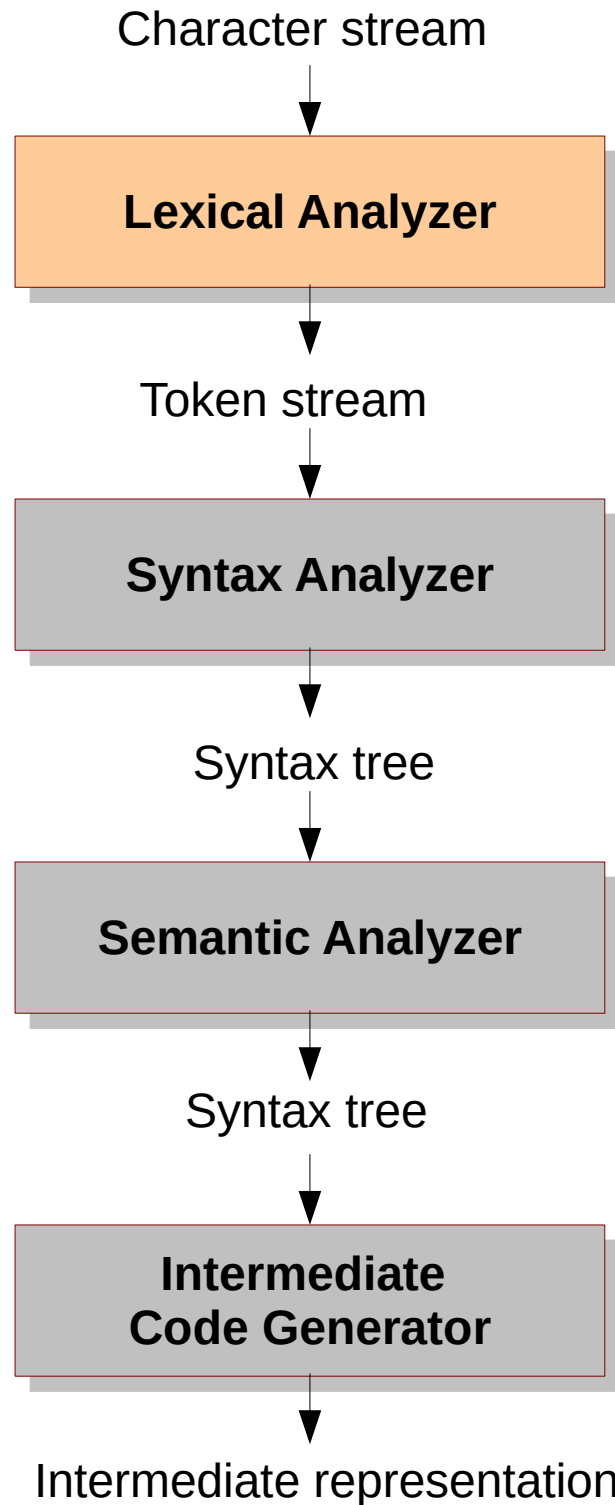 Character stream
Lexical Analyzer
Token stream
Syntax Analyzer
Syntax tree
Semantic Analyzer
Syntax tree
Intermediate
Code Generator
Intermediate representation